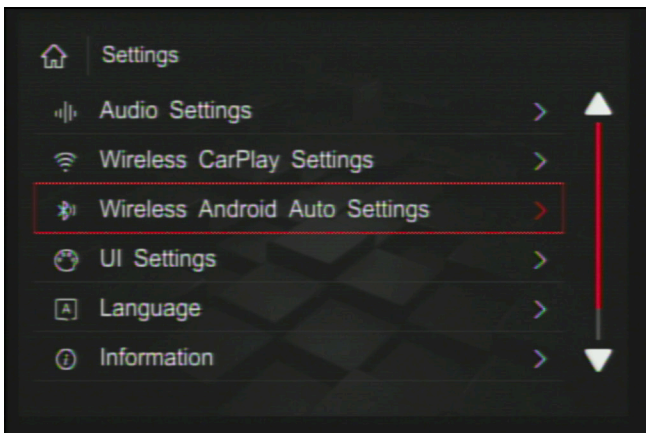 Settings
Audio Settings
Wireless CarPlay Settings
Wireless Android Auto Settings
UI Settings
A Language
Information